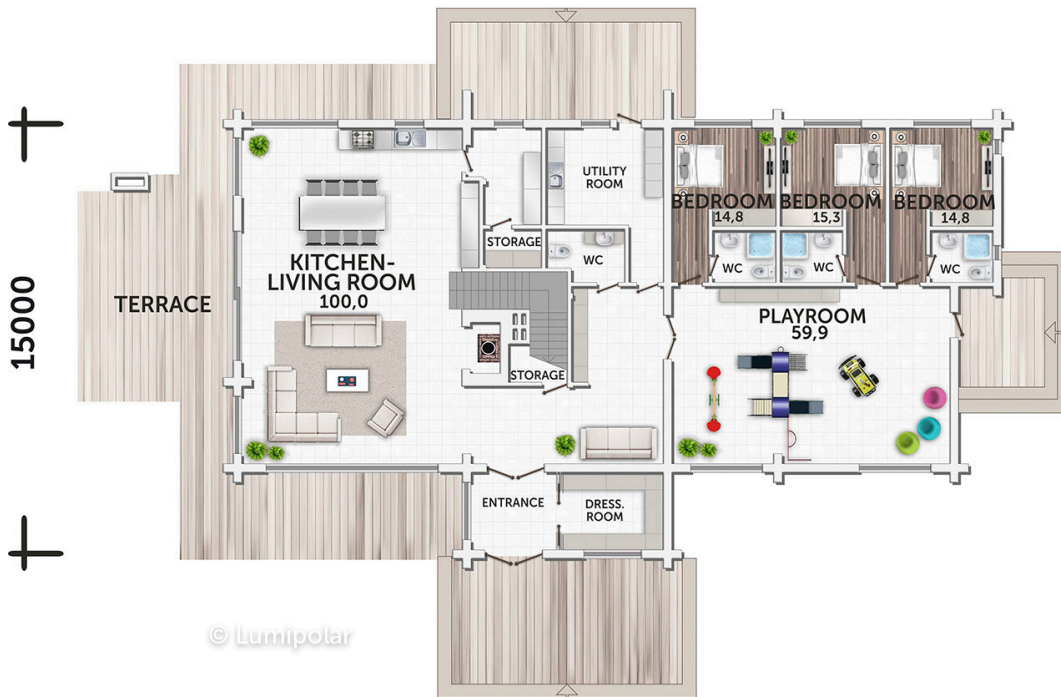 UTILITY
ROOM
BEDROOM
14,8
BEDROOM
15,3
BEDROOM
14,8
STORAGE
WC
WC
WC
WC
KITCHEN-
LIVING ROOM
100,0
TERRACE
15000
PLAYROOM
59,9
STORAGE
ENTRANCE
DRESS.
ROOM
© Lumipolar